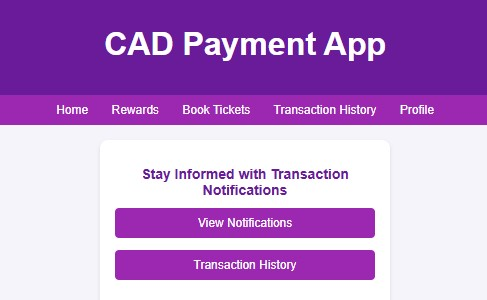 CAD Payment App
Home Rewards Book Tickets Transaction History Profile
Stay Informed with Transaction
Notifications
View Notifications
Transaction History